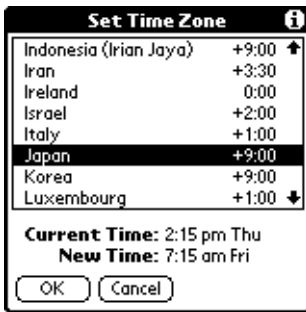 Set Time Zone
Indonesia (Irian Jaya) +9:00
Iran +3:30
Ireland 0:00
Israel +2:00
Italy +1:00
Japan +9:00
Korea +9:00
Luxembourg +1:00
Current Time: 2:15 pm Thu
New Time: 7:15 am Fri
OK Cancel